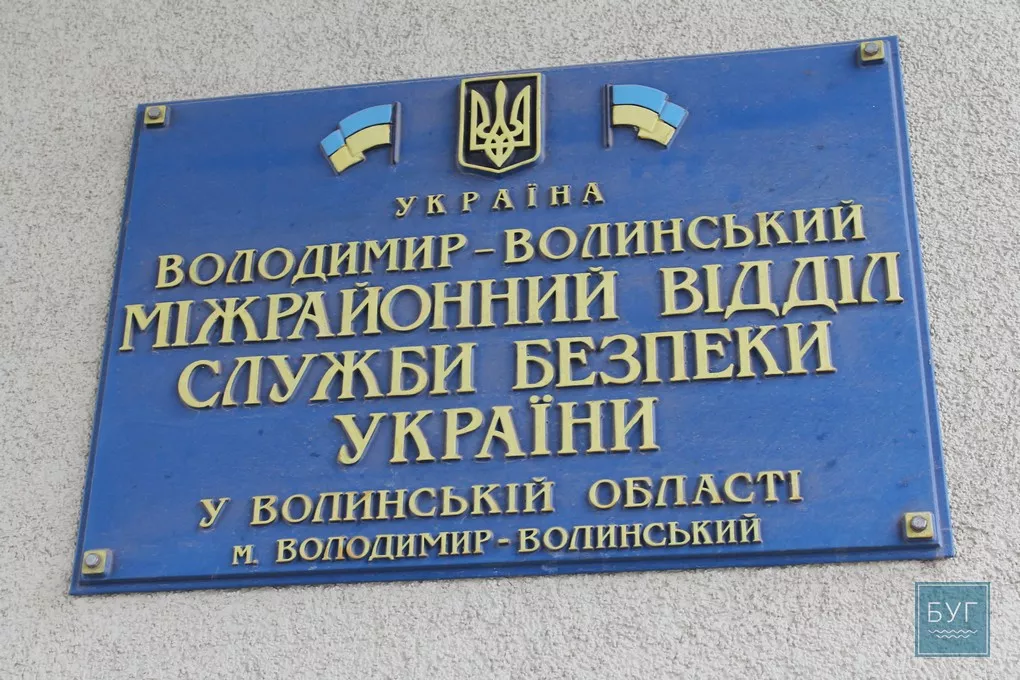 УКРАЇНА
ВОЛОДИМИР-ВОЛИНСЬКИЙ
МІЖРАЙОННИЙ ВІДДІЛ
СЛУЖБИ БЕЗПЕКИ
УКРАЇНИ
У ВОЛИНСЬКІЙ ОБЛАСТІ
м. ВОЛОДИМИР-ВОЛИНСЬКИЙ
БУГ